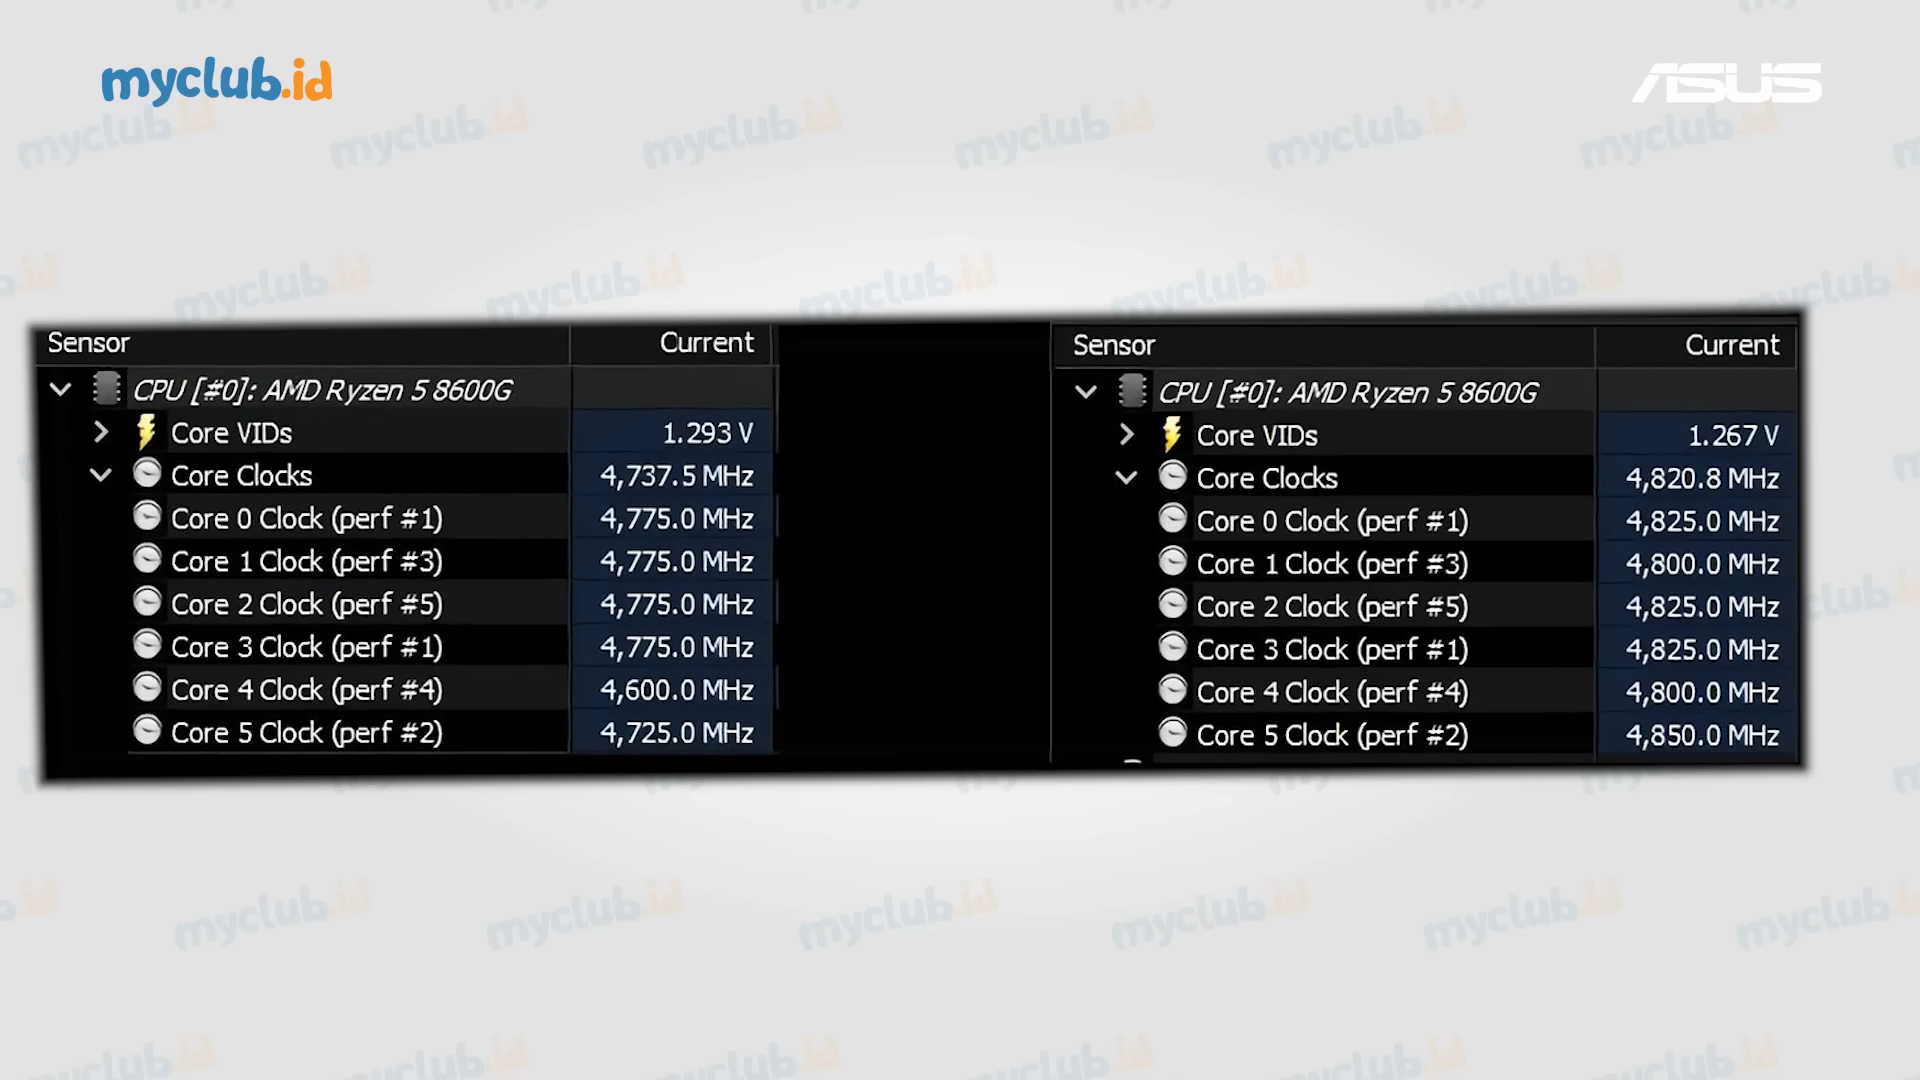 myclub.id
ASUS
Sensor Current
CPU [#0]: AMD Ryzen 5 8600G
Core VIDs 1.293 V
Core Clocks 4,737.5 MHz
Core 0 Clock (perf #1) 4,775.0 MHz
Core 1 Clock (perf #3) 4,775.0 MHz
Core 2 Clock (perf #5) 4,775.0 MHz
Core 3 Clock (perf #1) 4,775.0 MHz
Core 4 Clock (perf #4) 4,600.0 MHz
Core 5 Clock (perf #2) 4,725.0 MHz
Sensor Current
CPU [#0]: AMD Ryzen 5 8600G
Core VIDs 1.267 V
Core Clocks 4,820.8 MHz
Core 0 Clock (perf #1) 4,825.0 MHz
Core 1 Clock (perf #3) 4,800.0 MHz
Core 2 Clock (perf #5) 4,825.0 MHz
Core 3 Clock (perf #1) 4,825.0 MHz
Core 4 Clock (perf #4) 4,800.0 MHz
Core 5 Clock (perf #2) 4,850.0 MHz